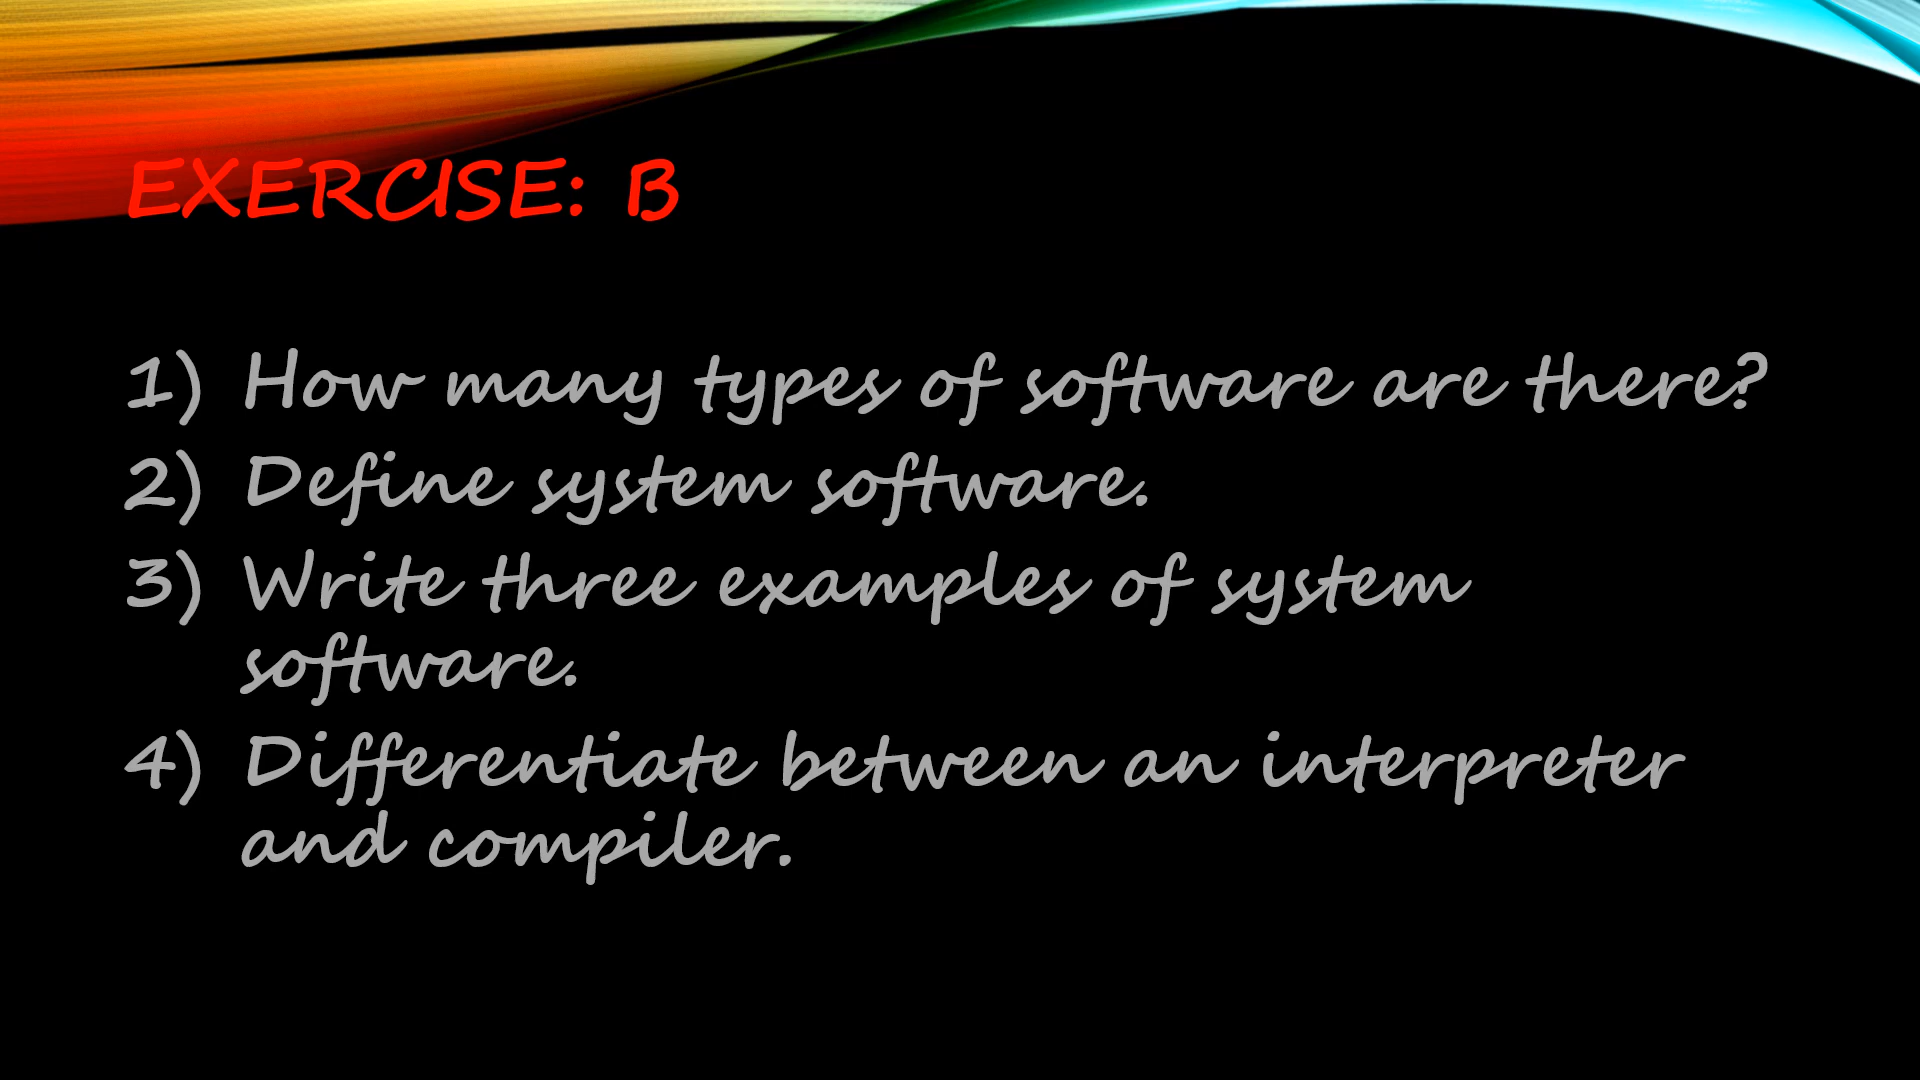 EXERCISE: B
1) How many types of software are there?
2) Define system software.
3) Write three examples of system
software.
4) Differentiate between an interpreter
and compiler.